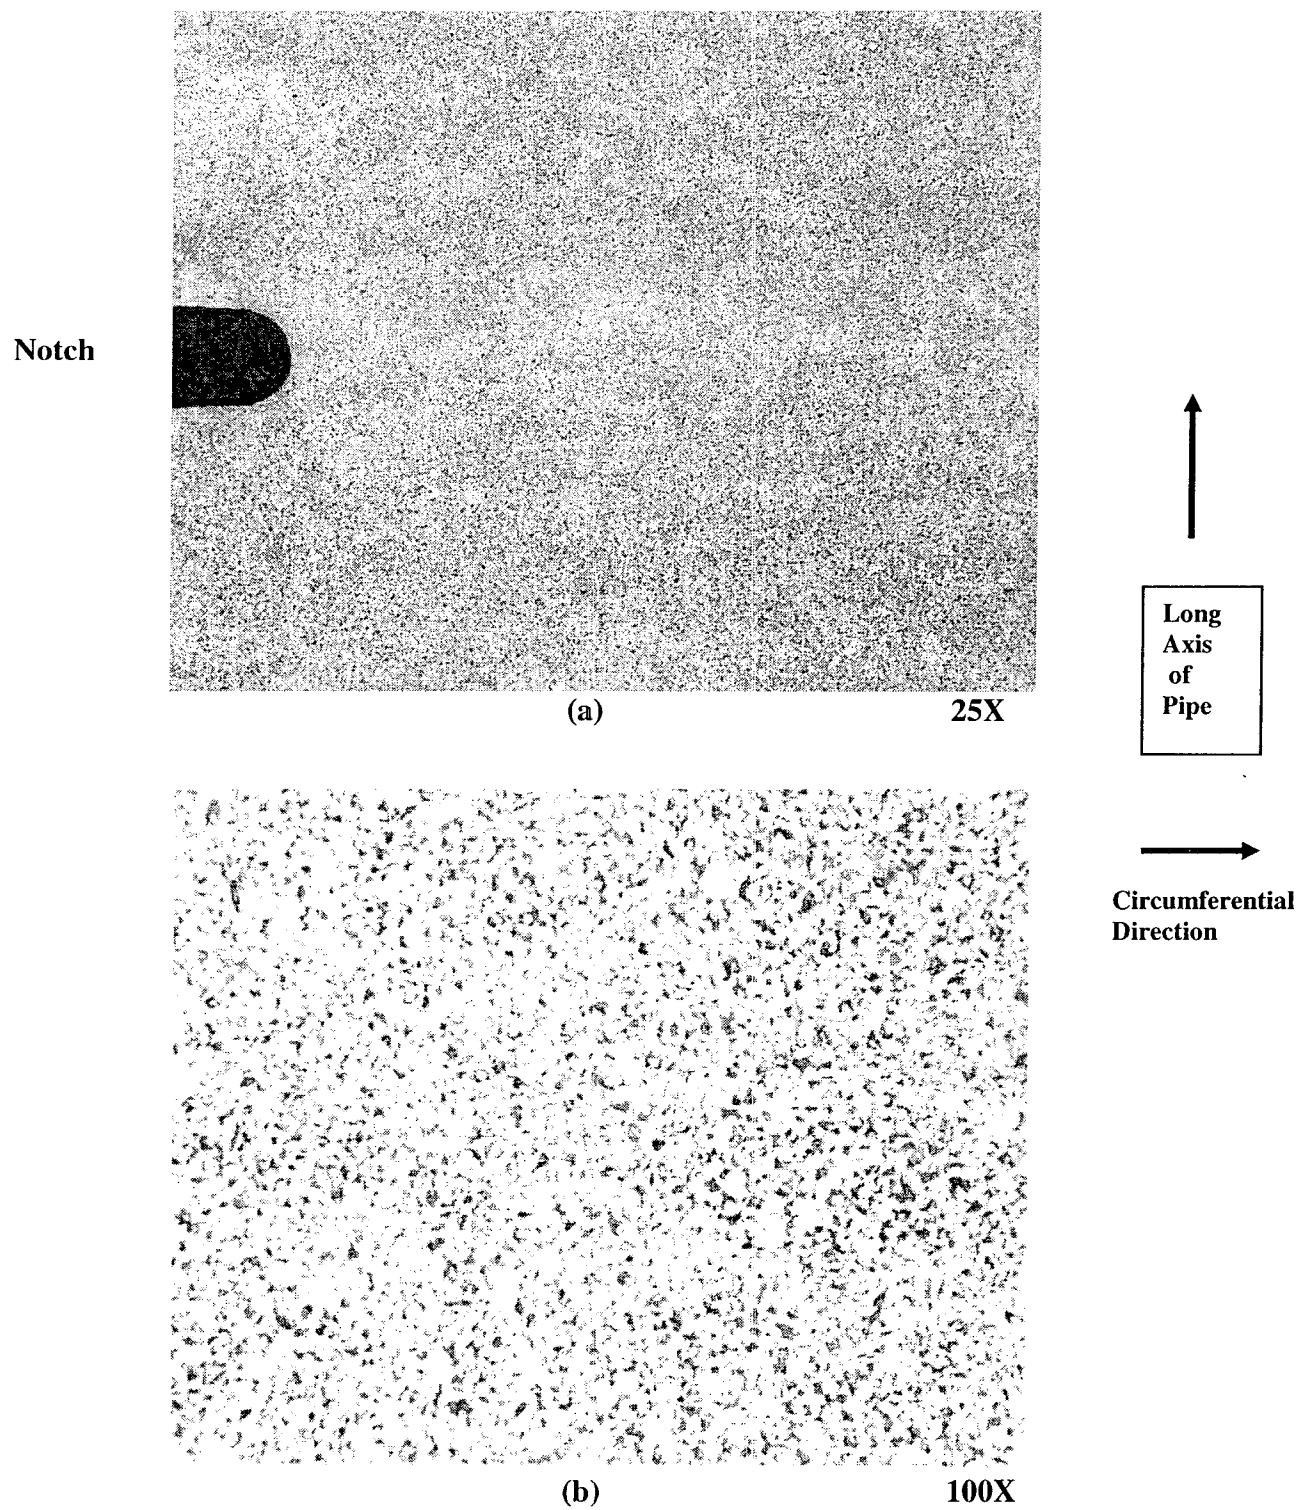 Notch
(a)
25X
Long
Axis
of
Pipe
Circumferential
Direction
(b)
100X